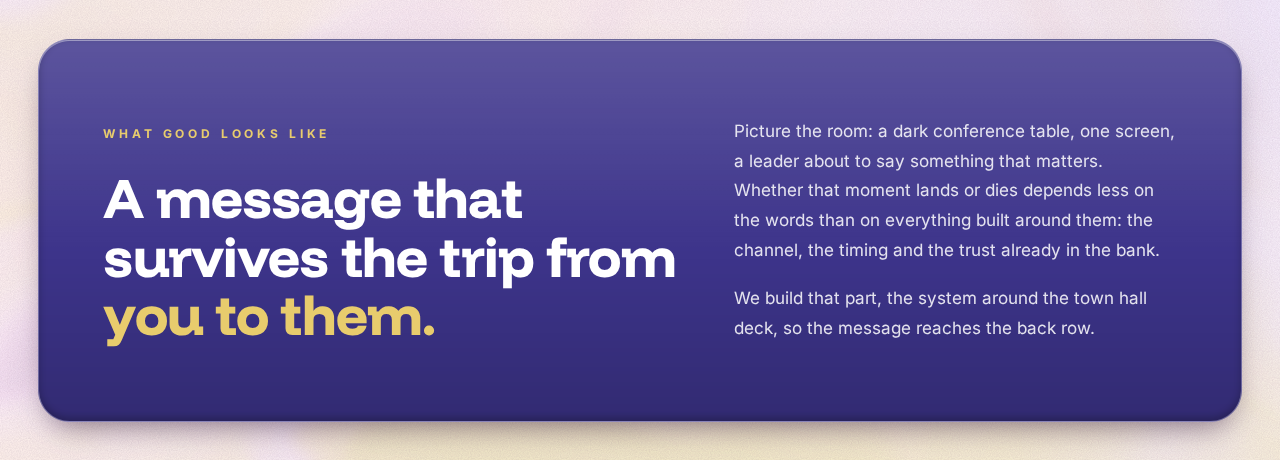 WHAT GOOD LOOKS LIKE
A message that
survives the trip from
you to them.
Picture the room: a dark conference table, one screen,
a leader about to say something that matters.
Whether that moment lands or dies depends less on
the words than on everything built around them: the
channel, the timing and the trust already in the bank.
We build that part, the system around the town hall
deck, so the message reaches the back row.